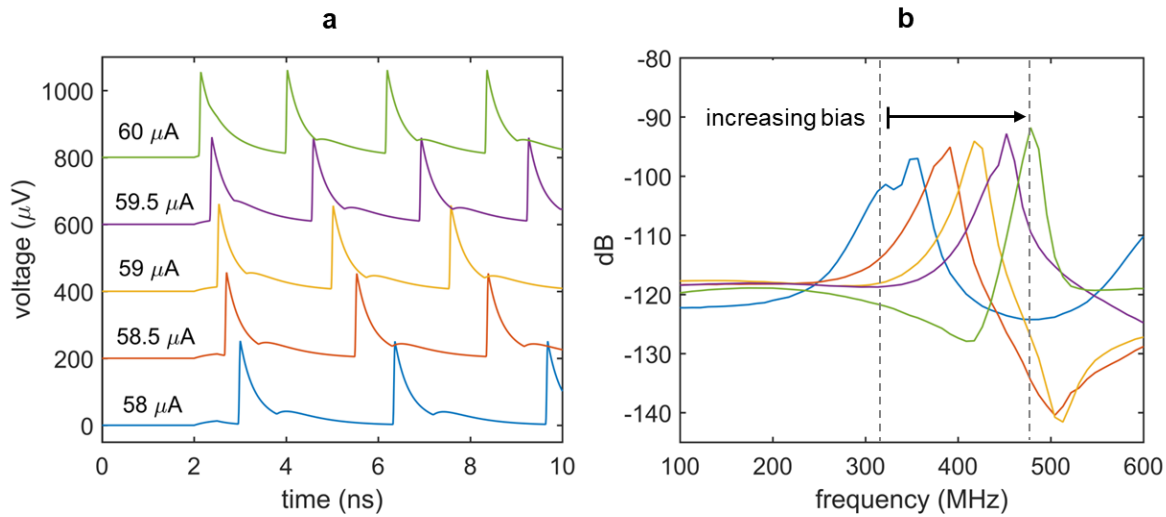 a
1000
800
600
400
200
0
voltage (μV)
60 μA
59.5 μA
59 μA
58.5 μA
58 μA
0 2 4 6 8 10
time (ns)
b
-80
-90
-100
-110
-120
-130
-140
dB
increasing bias
100 200 300 400 500 600
frequency (MHz)